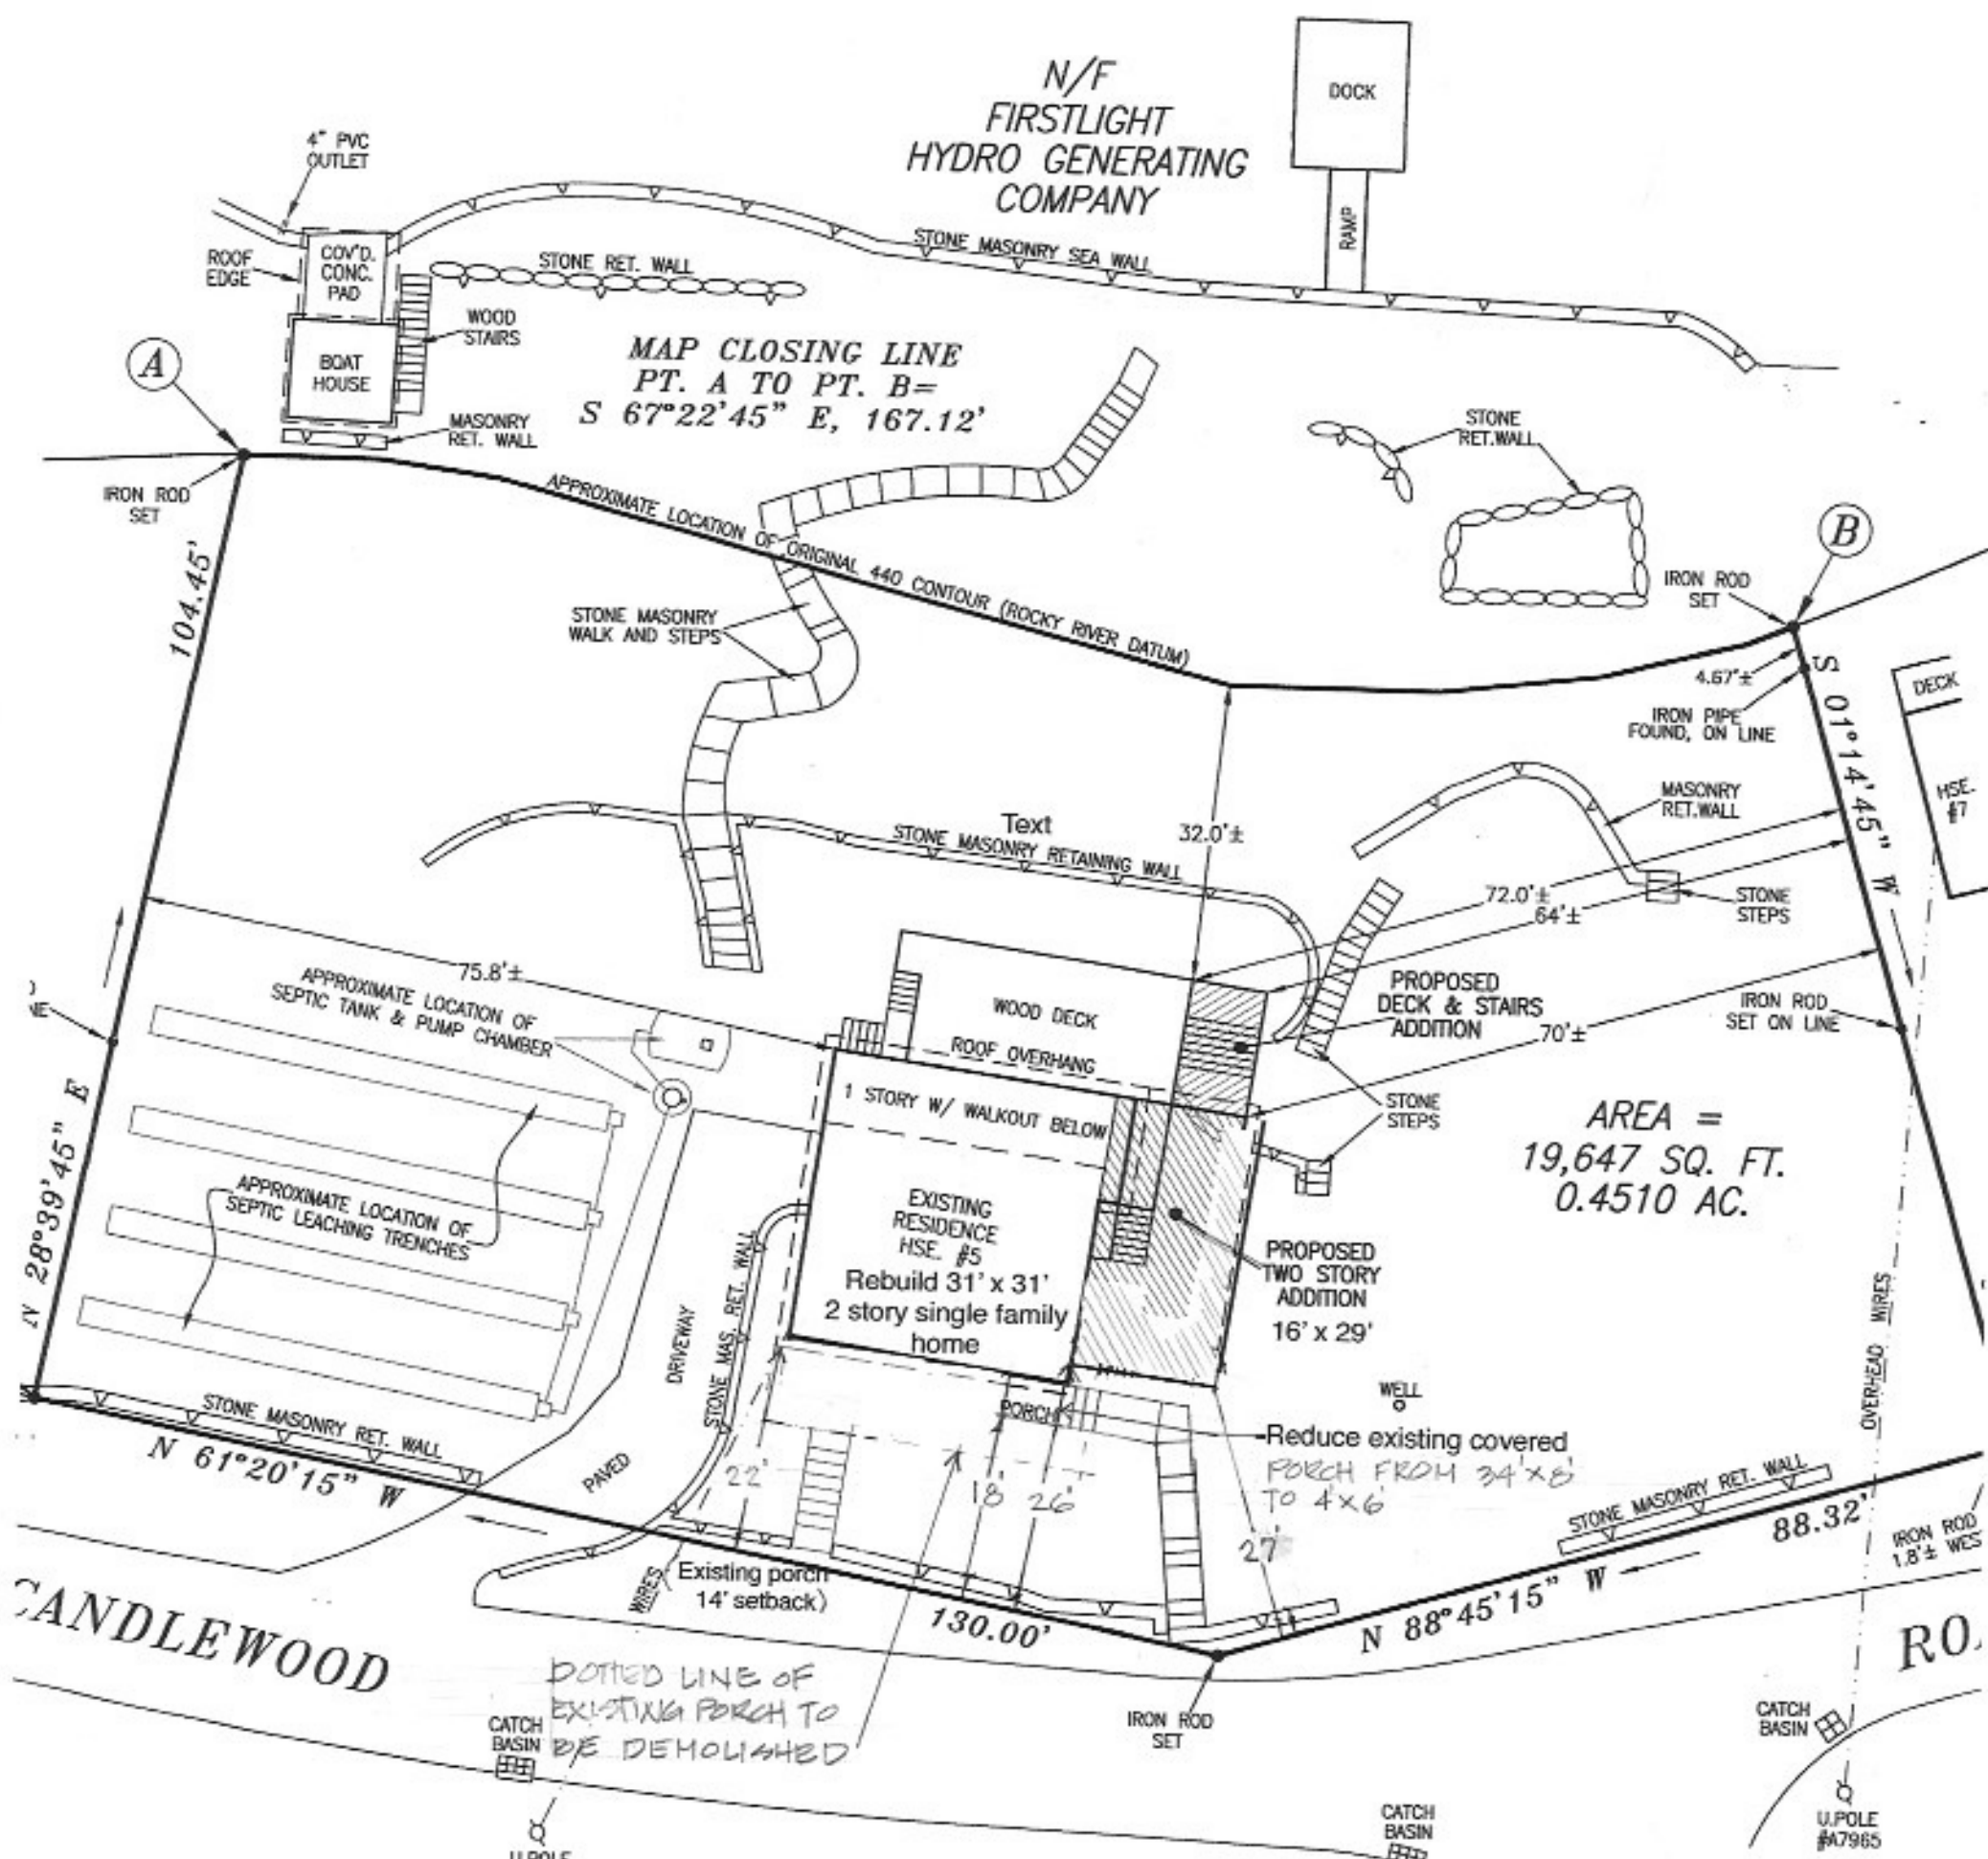 N/F
FIRSTLIGHT
HYDRO GENERATING
COMPANY
DOCK
RAMP
4" PVC
OUTLET
ROOF
EDGE
COV'D.
CONC.
PAD
STONE RET. WALL
STONE MASONRY SEA WALL
WOOD
STAIRS
BOAT
HOUSE
MASONRY
RET. WALL
A
MAP CLOSING LINE
PT. A TO PT. B=
S 67°22'45" E, 167.12'
IRON ROD
SET
STONE
RET.WALL
B
IRON ROD
SET
APPROXIMATE LOCATION OF ORIGINAL 440 CONTOUR (ROCKY RIVER DATUM)
104.45'
STONE MASONRY
WALK AND STEPS
4.67'±
IRON PIPE
FOUND, ON LINE
S 01°14'45" W
DECK
HSE.
#7
MASONRY
RET.WALL
Text
STONE MASONRY RETAINING WALL
32.0'±
72.0'±
64'±
STONE
STEPS
75.8'±
APPROXIMATE LOCATION OF
SEPTIC TANK & PUMP CHAMBER
WOOD DECK
ROOF OVERHANG
PROPOSED
DECK & STAIRS
ADDITION
70'±
IRON ROD
SET ON LINE
N 28°39'45" E
1 STORY W/ WALKOUT BELOW
STONE
STEPS
AREA =
19,647 SQ. FT.
0.4510 AC.
APPROXIMATE LOCATION OF
SEPTIC LEACHING TRENCHES
EXISTING
RESIDENCE
HSE. #5
Rebuild 31' x 31'
2 story single family
home
PROPOSED
TWO STORY
ADDITION
16' x 29'
DRIVEWAY
STONE MAS. RET. WALL
OVERHEAD WIRES
WELL
PORCH
Reduce existing covered
PORCH FROM 34'X8'
TO 4'X6'
STONE MASONRY RET. WALL
N 61°20'15" W
PAVED
22'
18'
26'
27'
STONE MASONRY RET. WALL
88.32'
IRON ROD
1.8'± WES
WIRES
(Existing porch
14' setback)
130.00'
N 88°45'15" W
CANDLEWOOD
RO
DOTTED LINE OF
EXISTING PORCH TO
BE DEMOLISHED
IRON ROD
SET
CATCH
BASIN
CATCH
BASIN
CATCH
BASIN
U.POLE
U.POLE
#A7965